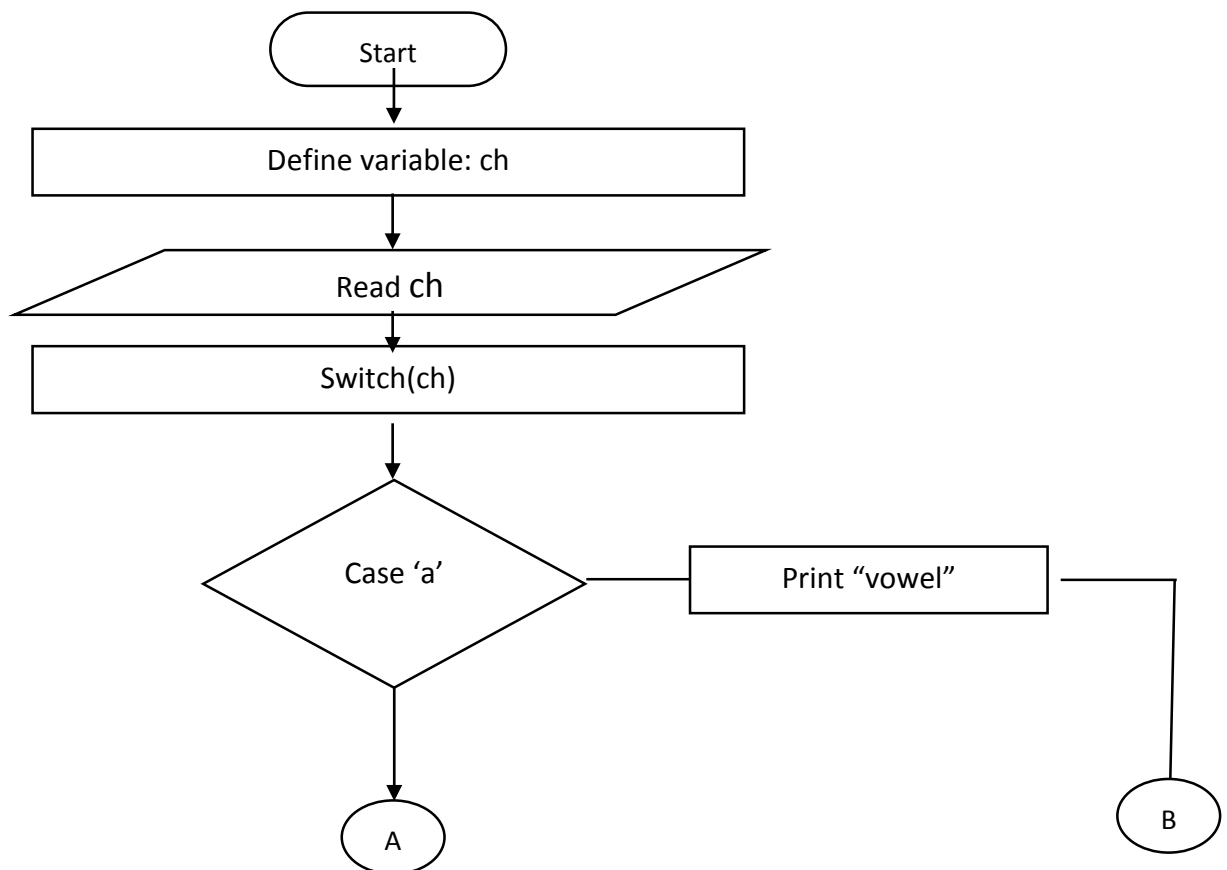 Start
Define variable: ch
Read ch
Switch(ch)
Case ‘a’
Print “vowel”
A
B